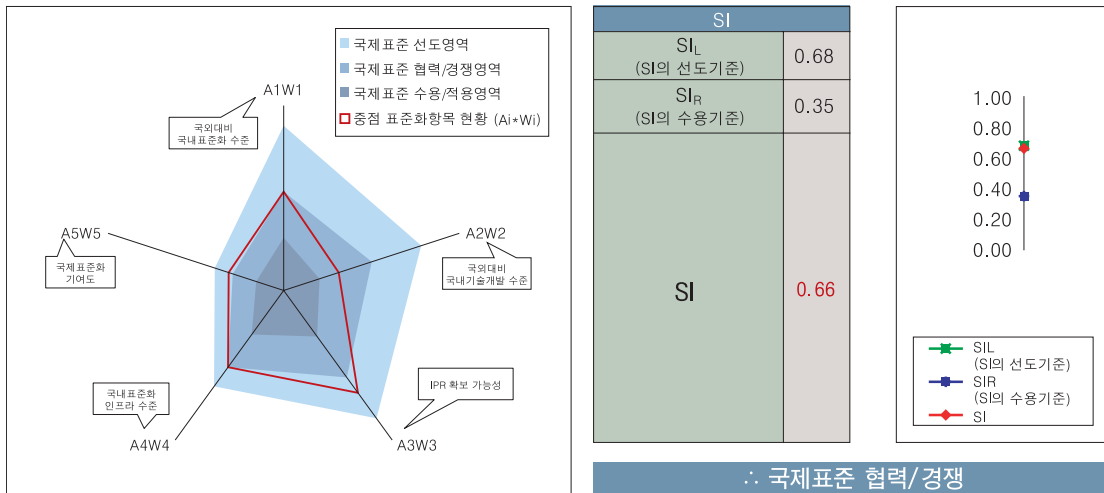 국제표준 선도영역
국제표준 협력/경쟁영역
국제표준 수용/적용영역
중점 표준화항목 현황 (Ai*Wi)
A1W1
국외대비
국내표준화 수준
A2W2
국외대비
국내기술개발 수준
A5W5
국제표준화
기여도
국내표준화
인프라 수준
A4W4
IPR 확보 가능성
A3W3
SI
SIL
(SI의 선도기준)
0.68
SIR
(SI의 수용기준)
0.35
SI
0.66
1.00
0.80
0.60
0.40
0.20
0.00
SIL
(SI의 선도기준)
SIR
(SI의 수용기준)
SI
∴ 국제표준 협력/경쟁